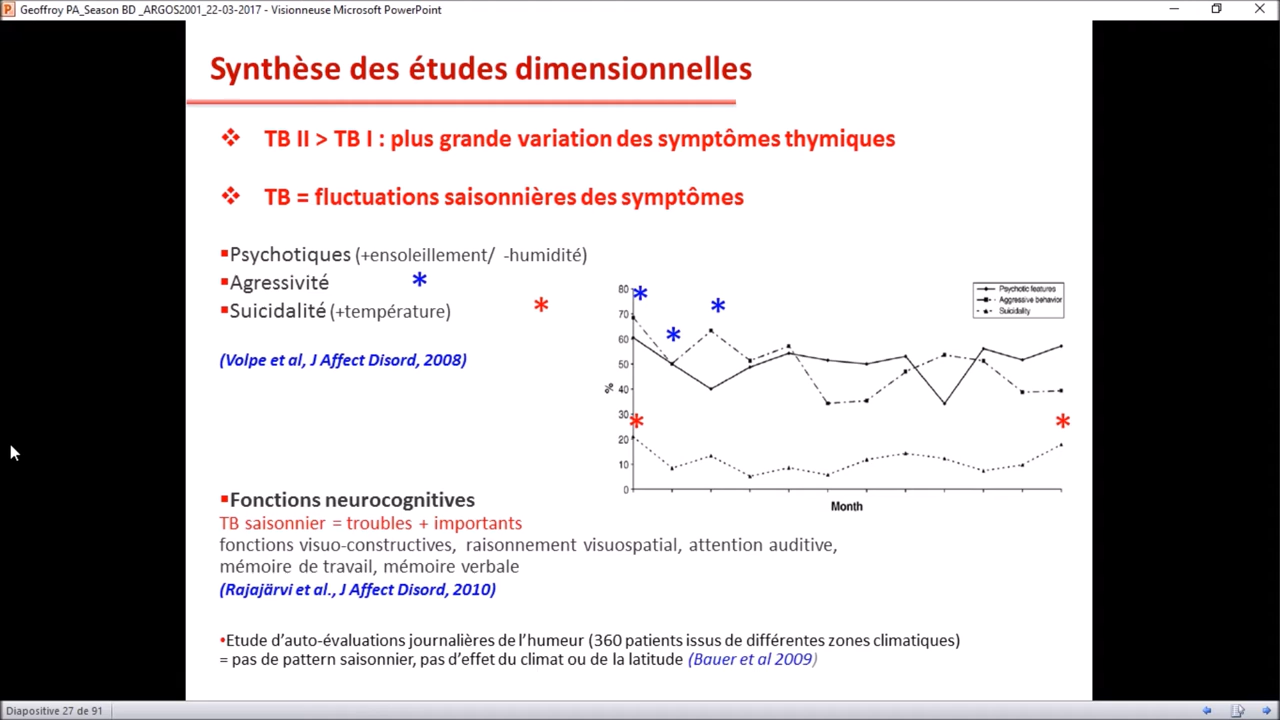 Geoffroy PA_Season BD _ARGOS2001_22-03-2017 - Visionneuse Microsoft PowerPoint
Synthèse des études dimensionnelles
❖ TB II > TB I : plus grande variation des symptômes thymiques
❖ TB = fluctuations saisonnières des symptômes
▪Psychotiques (+ensoleillement/ -humidité)
▪Agressivité *
▪Suicidalité (+température) *
(Volpe et al, J Affect Disord, 2008)
Psychotic features
Aggressive behavior
Suicidality
80
70
60
50
40
30
20
10
0
%
Month
▪Fonctions neurocognitives
TB saisonnier = troubles + importants
fonctions visuo-constructives, raisonnement visuospatial, attention auditive,
mémoire de travail, mémoire verbale
(Rajajärvi et al., J Affect Disord, 2010)
•Etude d'auto-évaluations journalières de l'humeur (360 patients issus de différentes zones climatiques)
= pas de pattern saisonnier, pas d'effet du climat ou de la latitude (Bauer et al 2009)
Diapositive 27 de 91